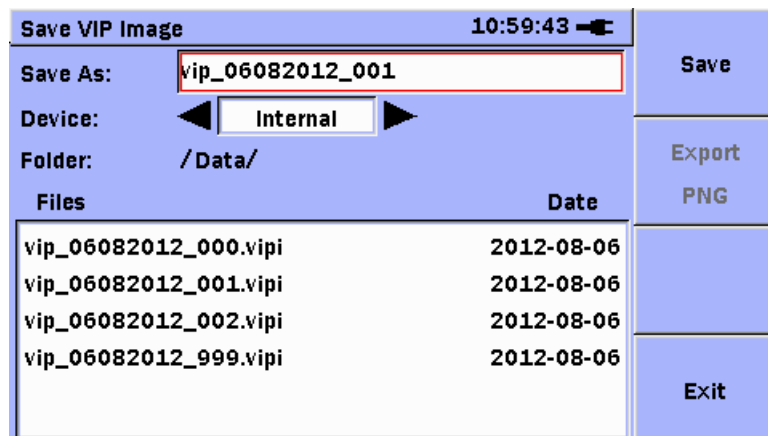 Save VIP Image 10:59:43
Save As: vip_06082012_001
Device: Internal
Folder: /Data/
Files Date
vip_06082012_000.vipi 2012-08-06
vip_06082012_001.vipi 2012-08-06
vip_06082012_002.vipi 2012-08-06
vip_06082012_999.vipi 2012-08-06
Save
Export
PNG
Exit